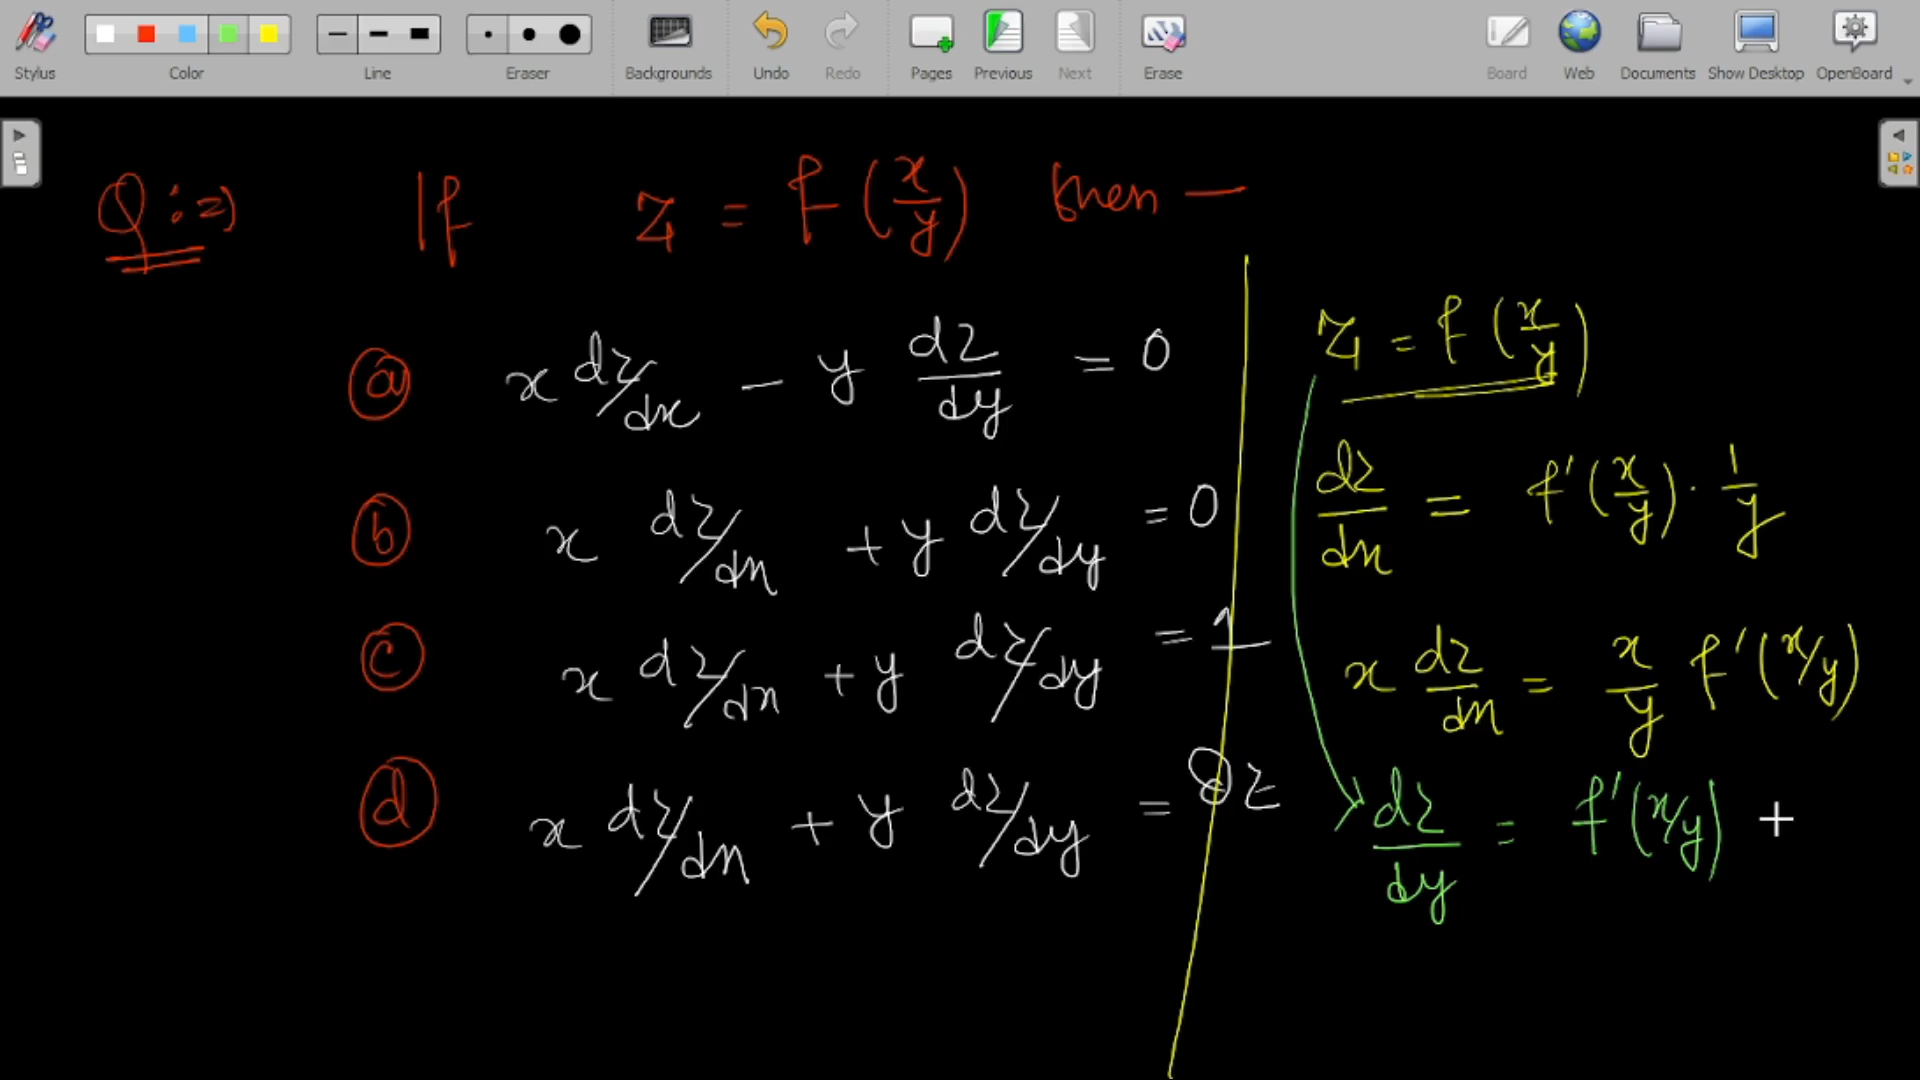 Stylus Color Line Eraser Backgrounds Undo Redo Pages Previous Next Erase Board Web Documents Show Desktop OpenBoard
Q:2) If z = f(x/y) then —
(a) x dz/dx - y dz/dy = 0
(b) x dz/dx + y dz/dy = 0
(c) x dz/dx + y dz/dy = 1
(d) x dz/dx + y dz/dy = 2z
z = f(x/y)
dz/dx = f'(x/y) · 1/y
x dz/dx = x/y f'(x/y)
dz/dy = f'(x/y)